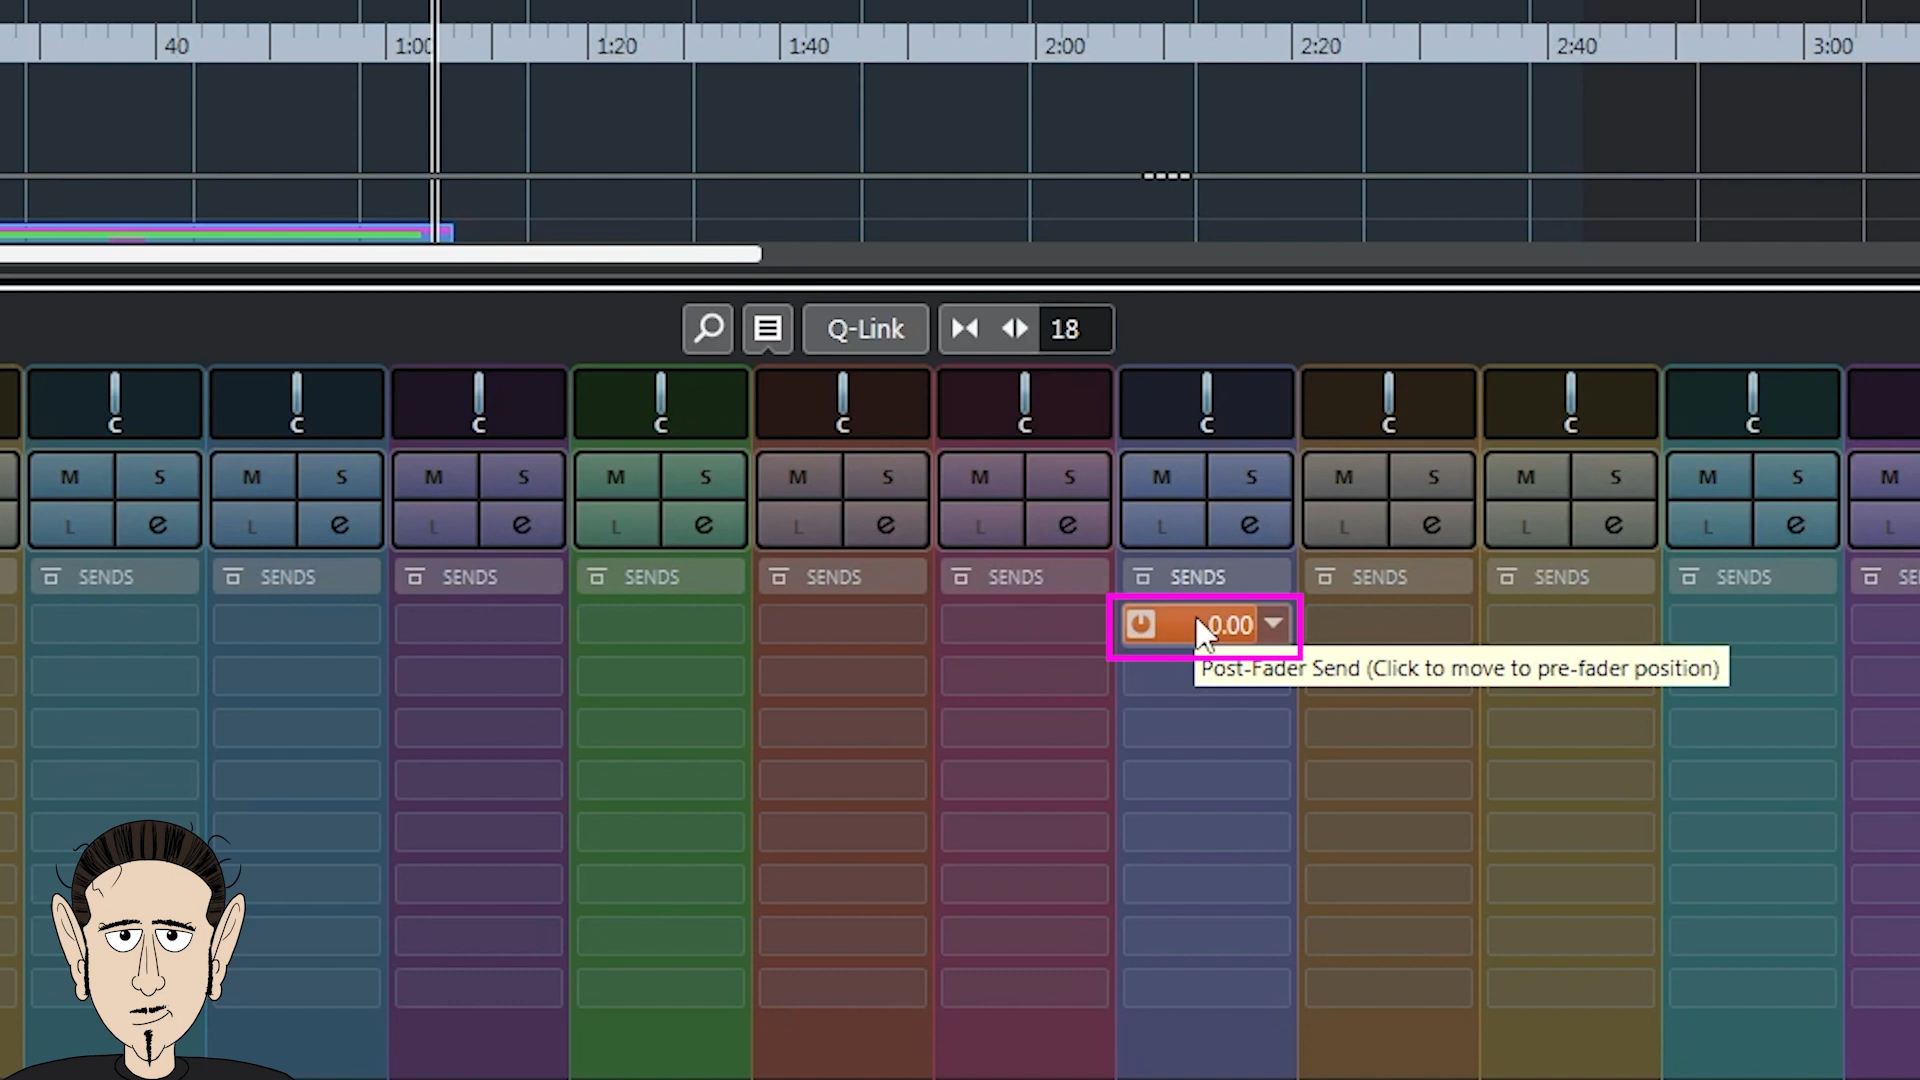 40 1:00 1:20 1:40 2:00 2:20 2:40 3:00
Q-Link 18
C C C C C C C C C C
M S M S M S M S M S M S M S M S M S M S M
L e L e L e L e L e L e L e L e L e L e L
SENDS SENDS SENDS SENDS SENDS SENDS SENDS SENDS SENDS SENDS
0.00
Post-Fader Send (Click to move to pre-fader position)